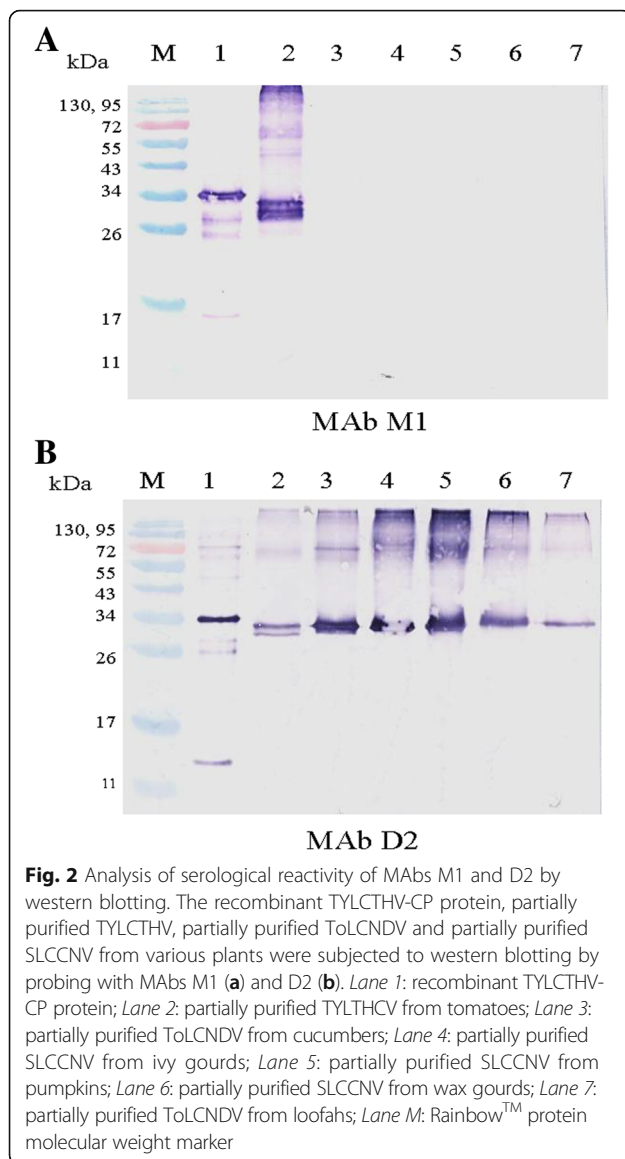 A
kDa M 1 2 3 4 5 6 7
130, 95
72
55
43
34
26
17
11
MAb M1
B
kDa M 1 2 3 4 5 6 7
130, 95
72
55
43
34
26
17
11
MAb D2
Fig. 2 Analysis of serological reactivity of MAbs M1 and D2 by
western blotting. The recombinant TYLCTHV-CP protein, partially
purified TYLCTHV, partially purified ToLCNDV and partially purified
SLCCNV from various plants were subjected to western blotting by
probing with MAbs M1 (a) and D2 (b). Lane 1: recombinant TYLCTHV-
CP protein; Lane 2: partially purified TYLTHCV from tomatoes; Lane 3:
partially purified ToLCNDV from cucumbers; Lane 4: partially purified
SLCCNV from ivy gourds; Lane 5: partially purified SLCCNV from
pumpkins; Lane 6: partially purified SLCCNV from wax gourds; Lane 7:
partially purified ToLCNDV from loofahs; Lane M: Rainbow™ protein
molecular weight marker